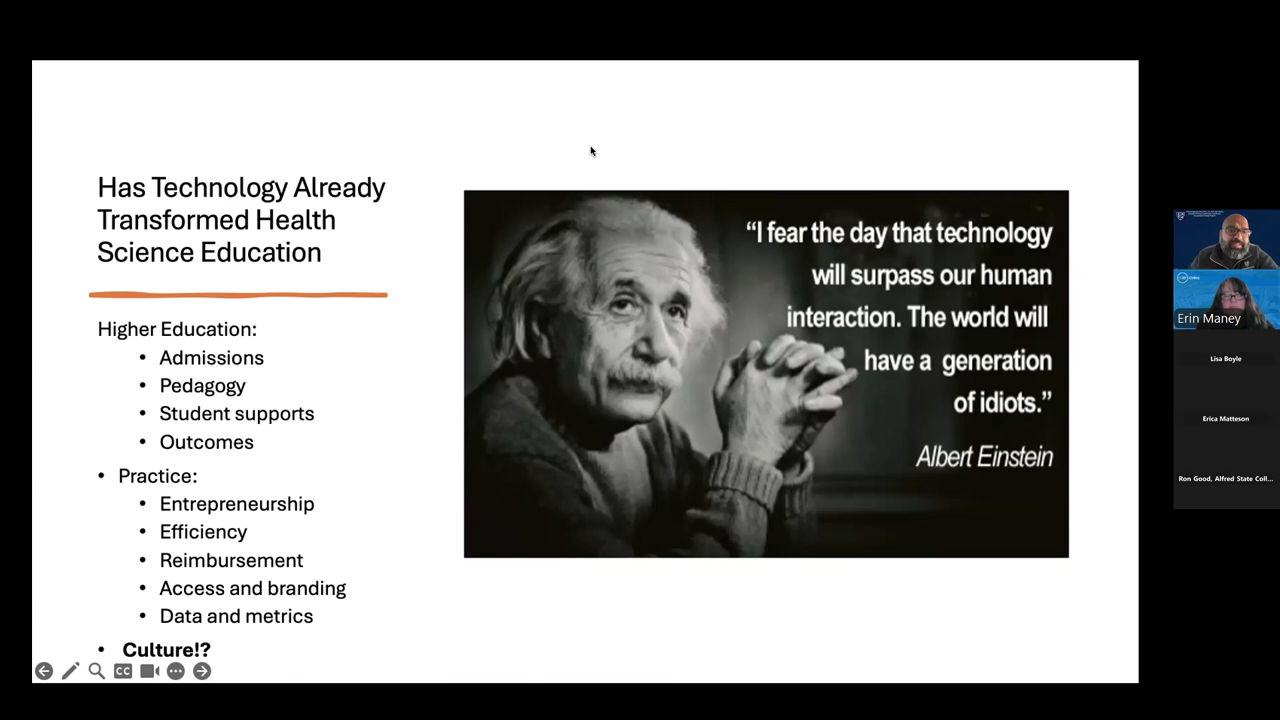 Has Technology Already
Transformed Health
Science Education
Higher Education:
• Admissions
• Pedagogy
• Student supports
• Outcomes
• Practice:
• Entrepreneurship
• Efficiency
• Reimbursement
• Access and branding
• Data and metrics
• Culture!?
“I fear the day that technology
will surpass our human
interaction. The world will
have a generation
of idiots.”
Albert Einstein
CC
Erin Maney
Lisa Boyle
Erica Matteson
Ron Good, Alfred State Coll...